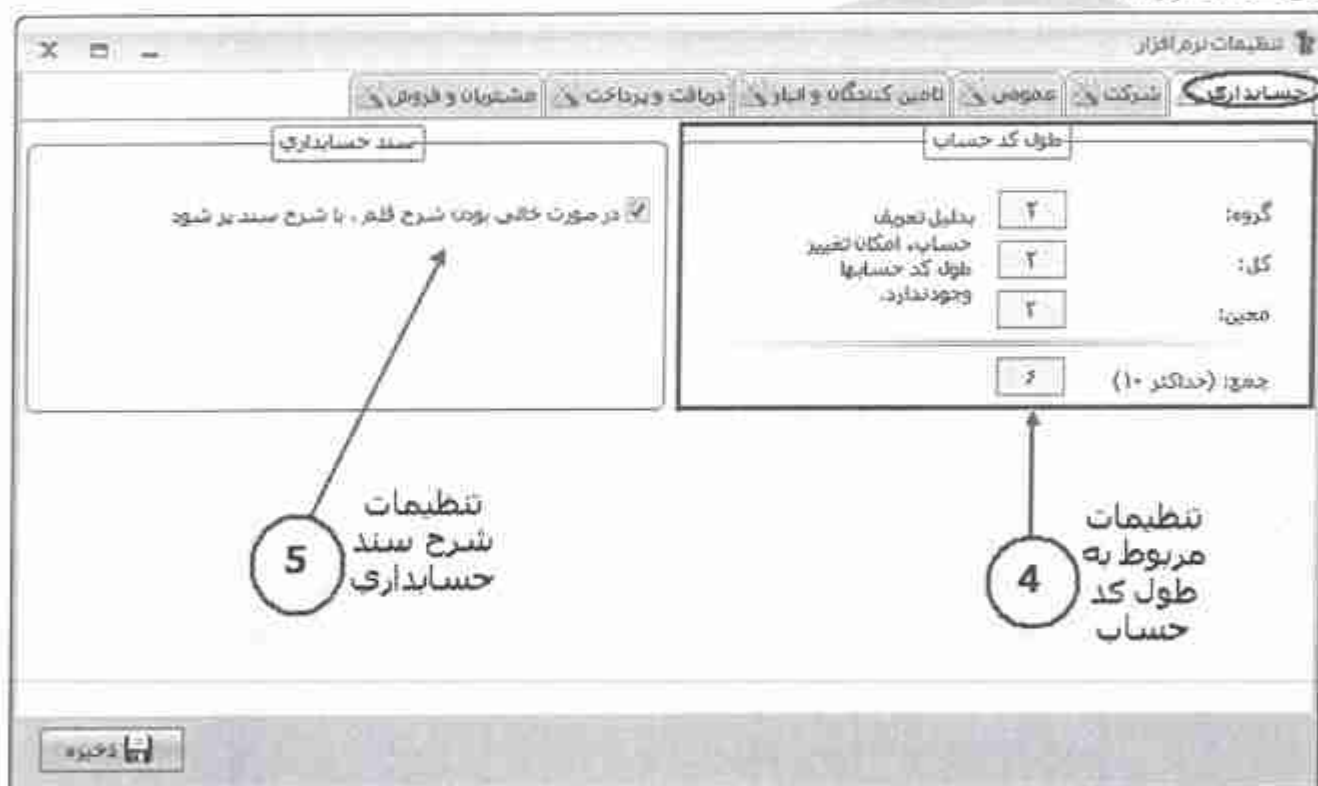 تنظیمات نرم افزار
حسابداری شرکت عمومی تامین کنندگان و انبار دریافت و پرداخت مشتریان و فروش
طول کد حساب
گروه: ۲
کل: ۲
معین: ۲
بدلیل تعریف
حساب، امکان تغییر
طول کد حسابها
وجودندارد.
جمع: (حداکثر ۱۰) ۶
سند حسابداری
در صورت خالی بودن شرح قلم ، با شرح سند پر شود
4
تنظیمات
مربوط به
طول کد
حساب
5
تنظیمات
شرح سند
حسابداری
ذخیره